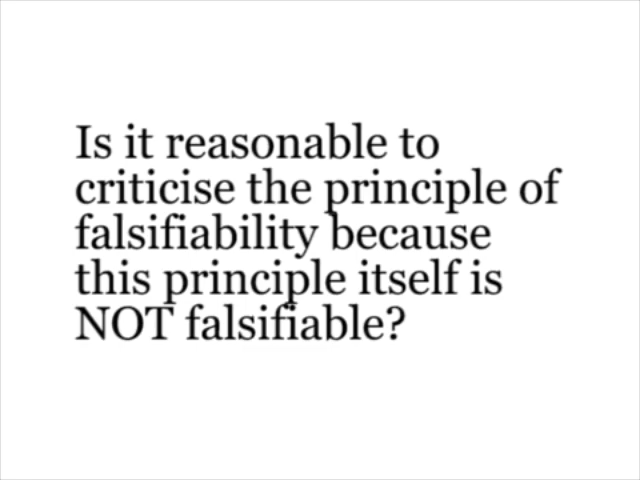 Is it reasonable to
criticise the principle of
falsifiability because
this principle itself is
NOT falsifiable?